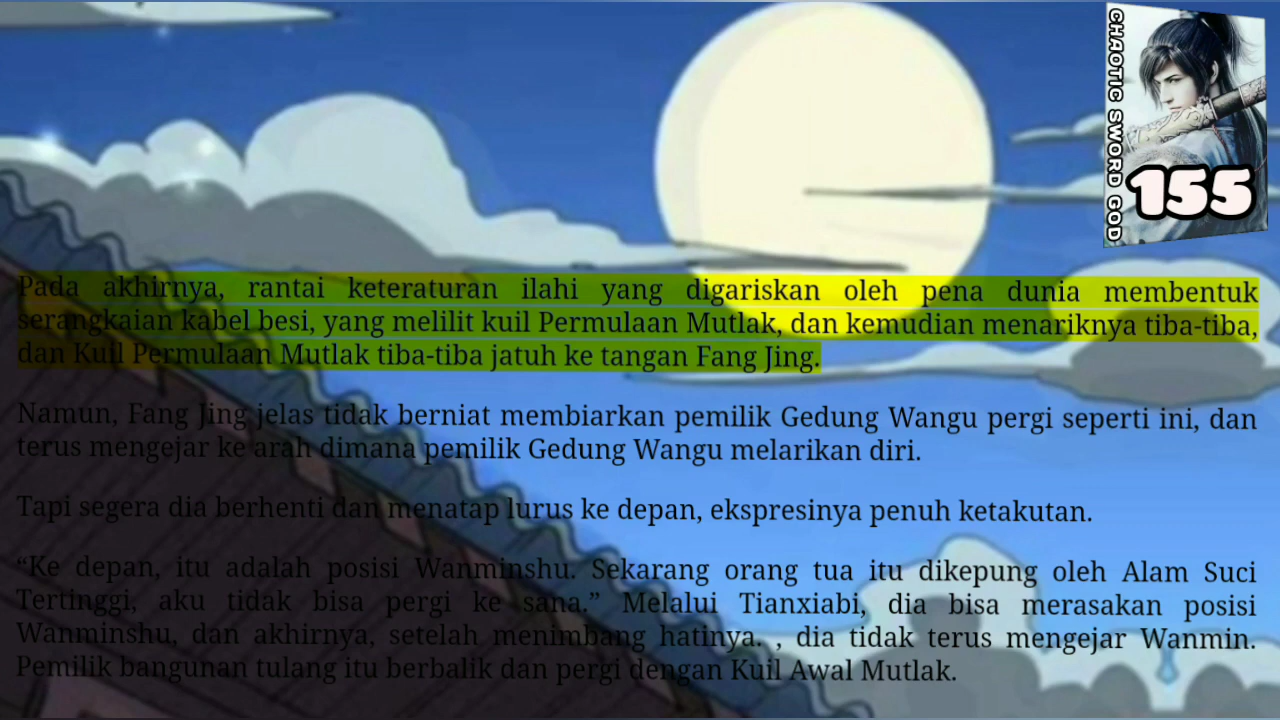 CHAOTIC SWORD GOD
155
Pada akhirnya, rantai keteraturan ilahi yang digariskan oleh pena dunia membentuk
serangkaian kabel besi, yang melilit kuil Permulaan Mutlak, dan kemudian menariknya tiba-tiba,
dan Kuil Permulaan Mutlak tiba-tiba jatuh ke tangan Fang Jing.
Namun, Fang Jing jelas tidak berniat membiarkan pemilik Gedung Wangu pergi seperti ini, dan
terus mengejar ke arah dimana pemilik Gedung Wangu melarikan diri.
Tapi segera dia berhenti dan menatap lurus ke depan, ekspresinya penuh ketakutan.
“Ke depan, itu adalah posisi Wanminshu. Sekarang orang tua itu dikepung oleh Alam Suci
Tertinggi, aku tidak bisa pergi ke sana.” Melalui Tianxiabi, dia bisa merasakan posisi
Wanminshu, dan akhirnya, setelah menimbang hatinya. , dia tidak terus mengejar Wanmin.
Pemilik bangunan tulang itu berbalik dan pergi dengan Kuil Awal Mutlak.